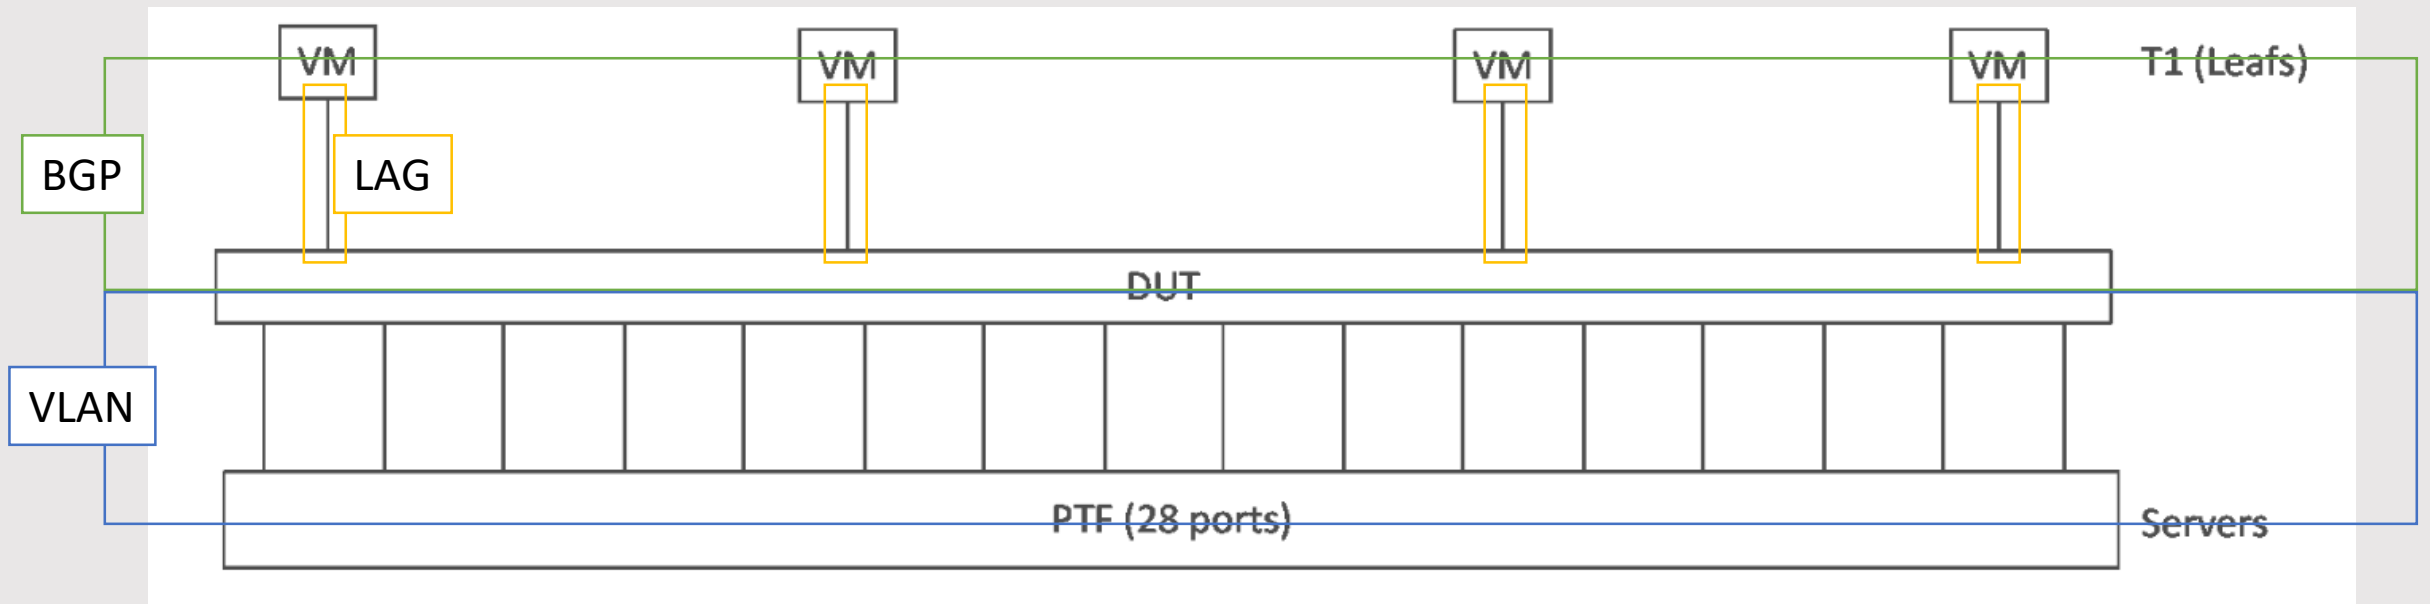 VM
VM
VM
VM
T1 (Leafs)
BGP
LAG
DUT
VLAN
PTF (28 ports)
Servers